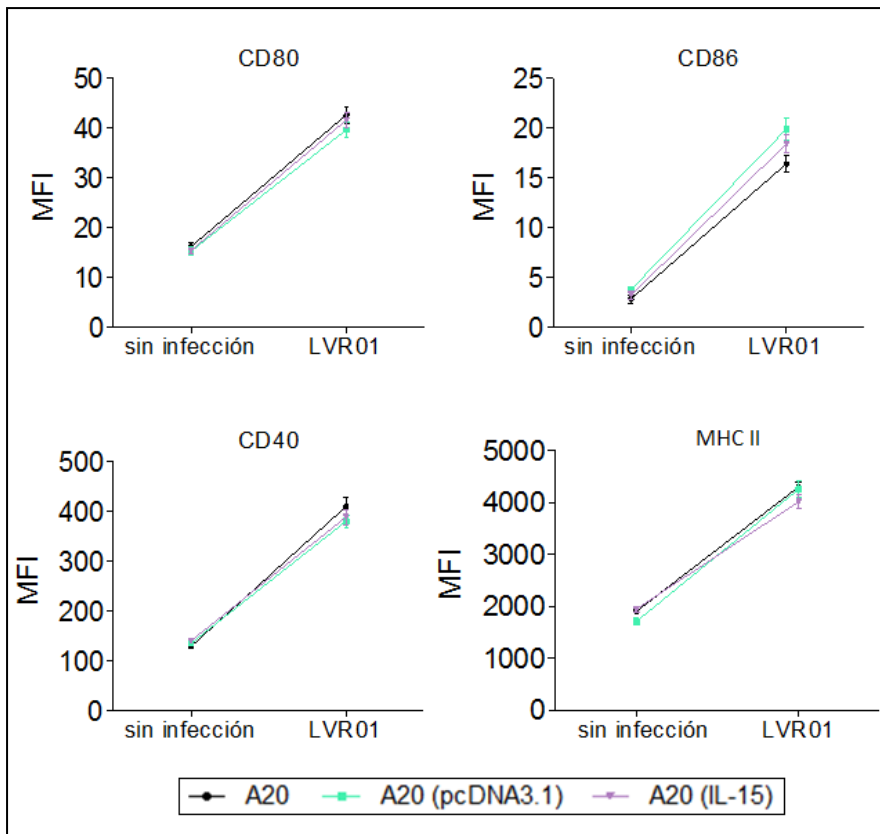 CD80
MFI
50
40
30
20
10
0
sin infección LVR01
CD86
MFI
25
20
15
10
5
0
sin infección LVR01
CD40
MFI
500
400
300
200
100
0
sin infección LVR01
MHC II
MFI
5000
4000
3000
2000
1000
0
sin infección LVR01
A20 A20 (pcDNA3.1) A20 (IL-15)